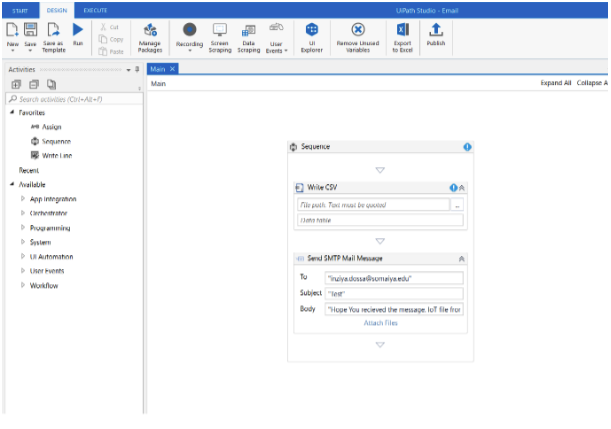 START DESIGN EXECUTE UiPath Studio - Email
New Save Save as Template Run Cut Copy Paste Manage Packages Recording Screen Scraping Data Scraping User Events UI Explorer Remove Unused Variables Export to Excel Publish
Activities Main
Main Expand All Collapse A
Search activities (Ctrl+Alt+F)
Favorites
A+B Assign
Sequence
Write Line
Recent
Available
App Integration
Orchestrator
Programming
System
UI Automation
User Events
Workflow
Sequence
Write CSV
File path. Text must be quoted ...
Data table
Send SMTP Mail Message
To "inziya.dossa@somaiya.edu"
Subject "Test"
Body "Hope You recieved the message. IoT file fror
Attach Files